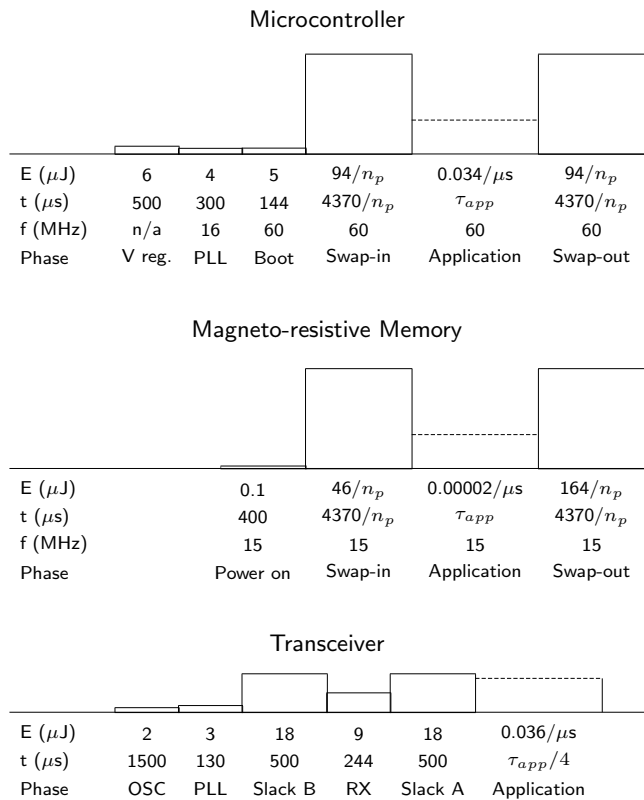 Microcontroller
E (μJ) 6 4 5 94/n_p 0.034/μs 94/n_p
t (μs) 500 300 144 4370/n_p τ_app 4370/n_p
f (MHz) n/a 16 60 60 60 60
Phase V reg. PLL Boot Swap-in Application Swap-out
Magneto-resistive Memory
E (μJ) 0.1 46/n_p 0.00002/μs 164/n_p
t (μs) 400 4370/n_p τ_app 4370/n_p
f (MHz) 15 15 15 15
Phase Power on Swap-in Application Swap-out
Transceiver
E (μJ) 2 3 18 9 18 0.036/μs
t (μs) 1500 130 500 244 500 τ_app/4
Phase OSC PLL Slack B RX Slack A Application